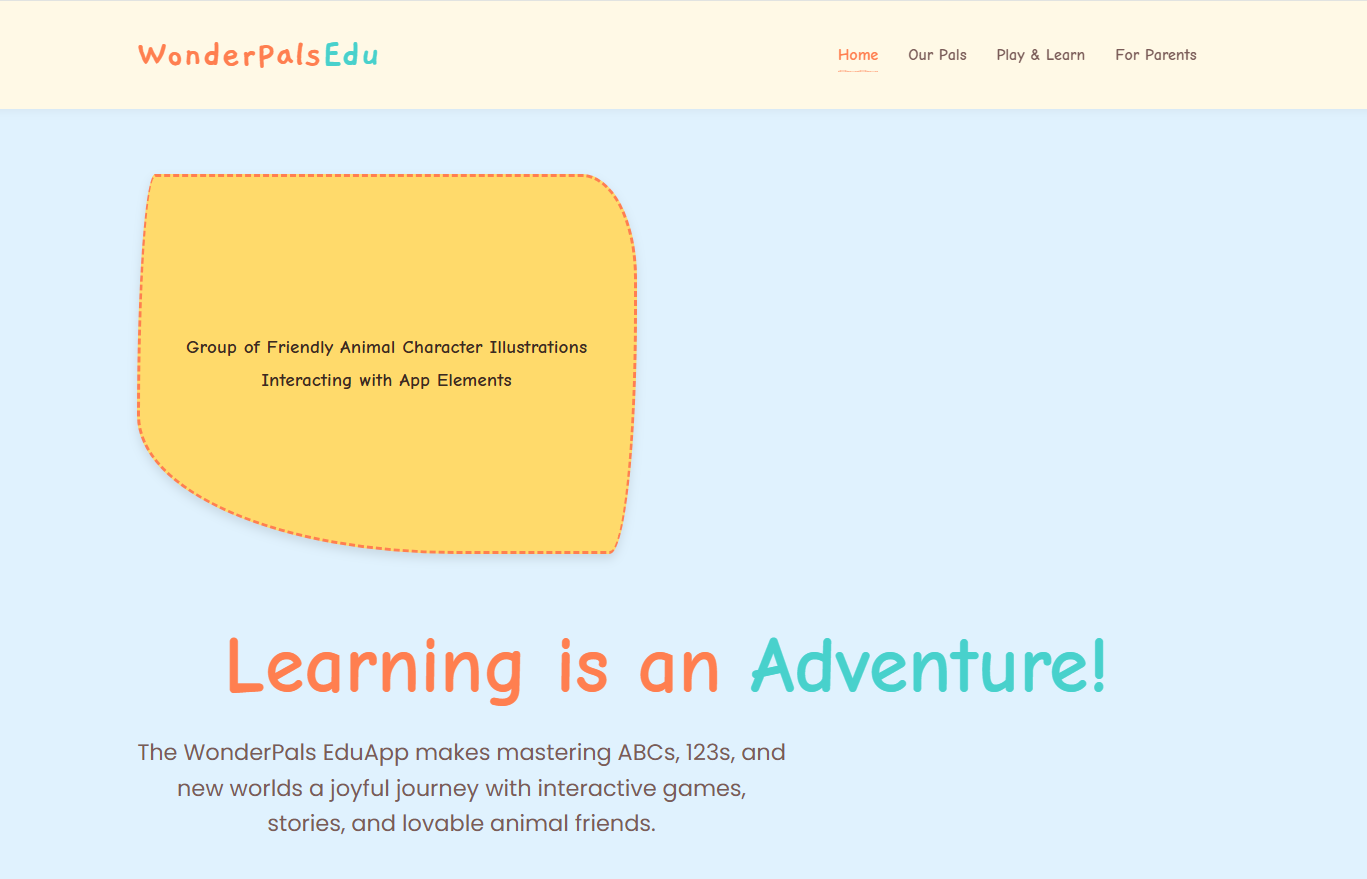 WonderPalsEdu
Home Our Pals Play & Learn For Parents
Group of Friendly Animal Character Illustrations
Interacting with App Elements
Learning is an Adventure!
The WonderPals EduApp makes mastering ABCs, 123s, and
new worlds a joyful journey with interactive games,
stories, and lovable animal friends.